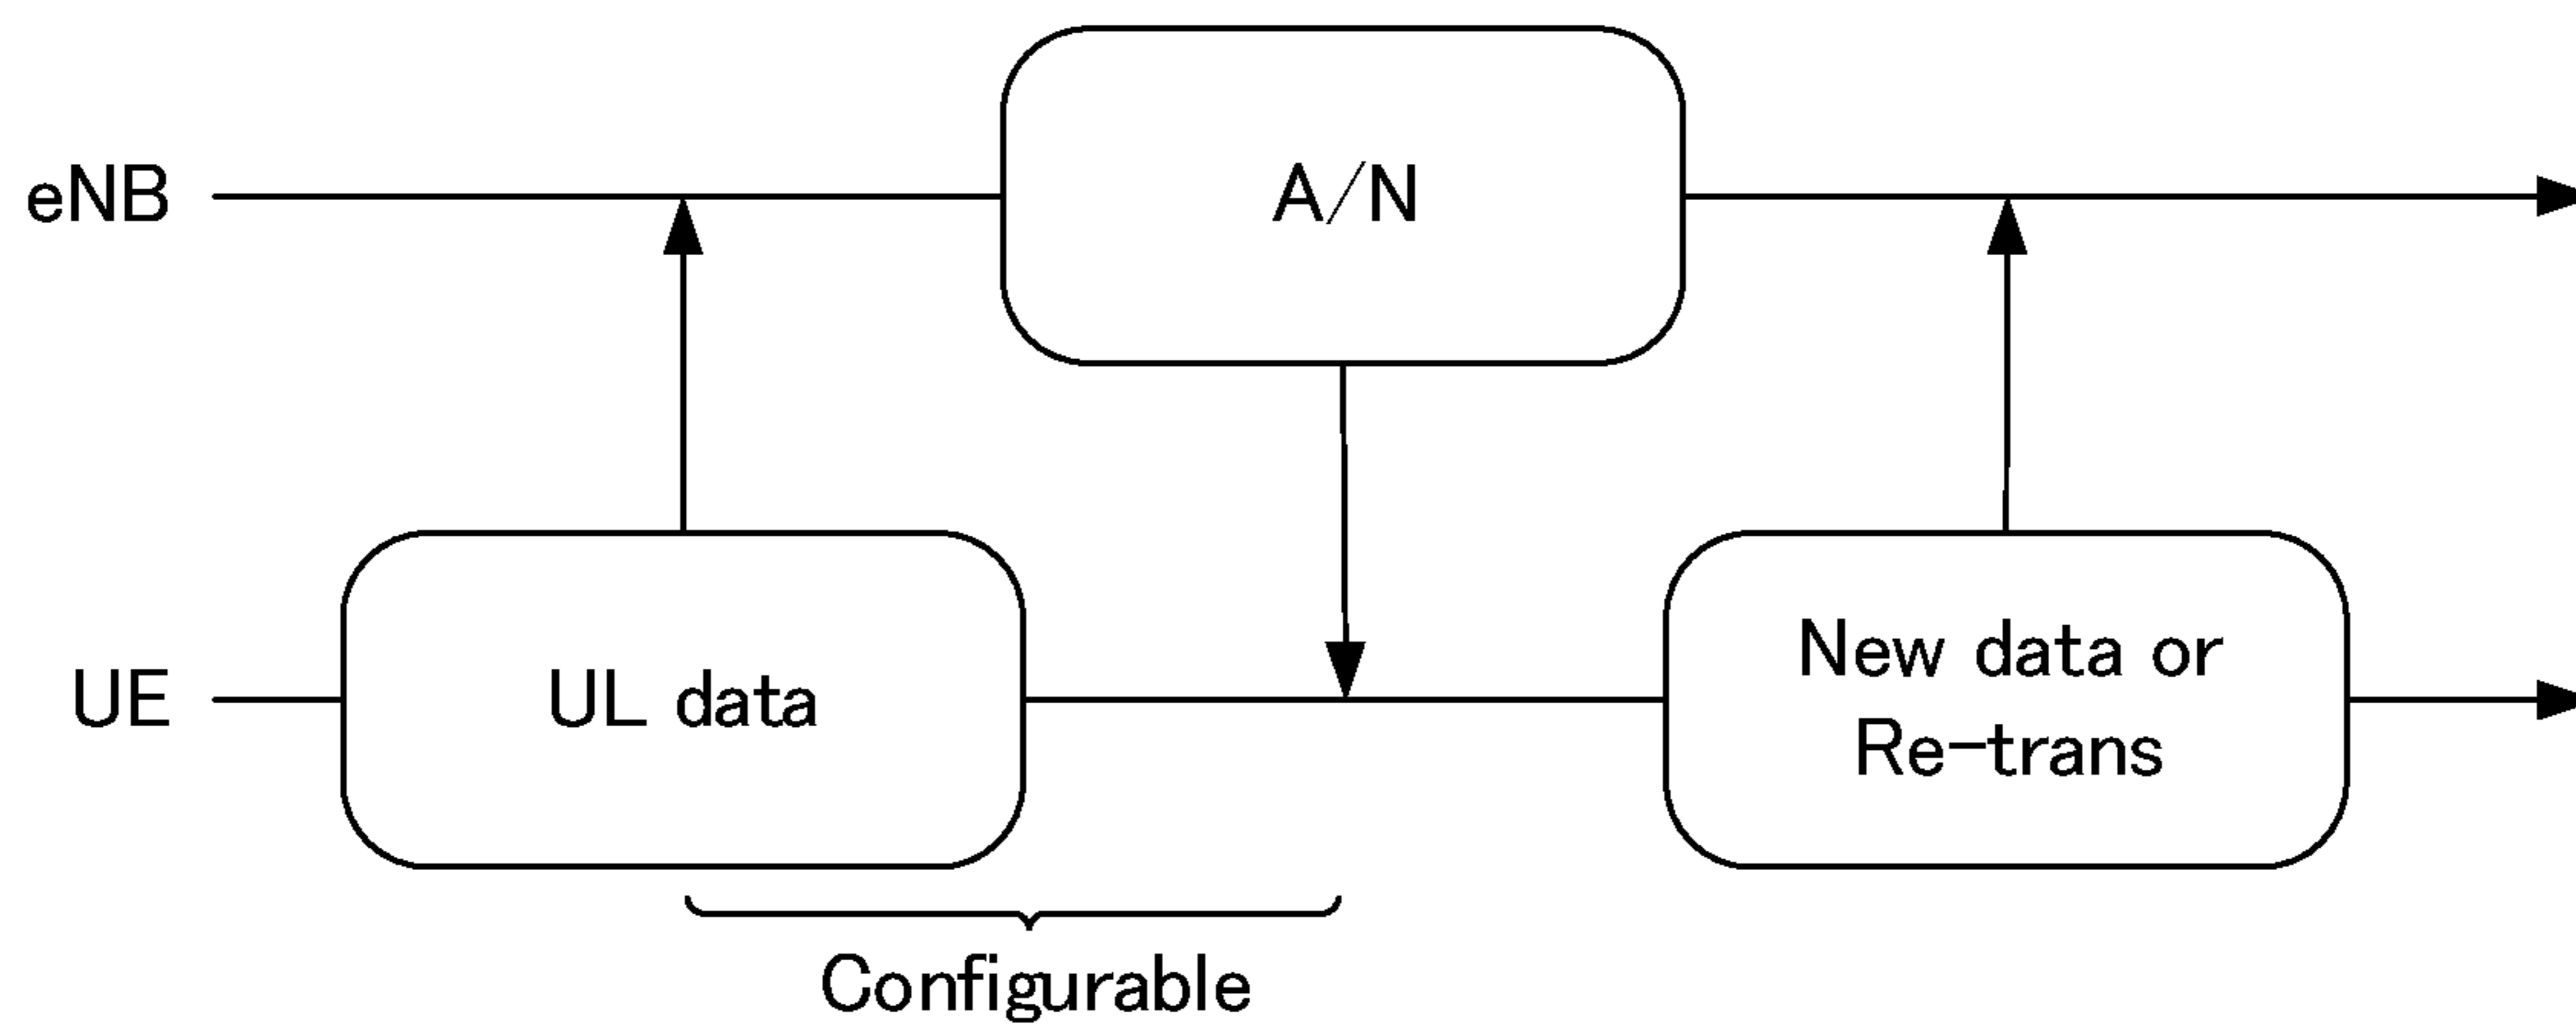 eNB
A/N
UE
UL data
New data or
Re-trans
Configurable